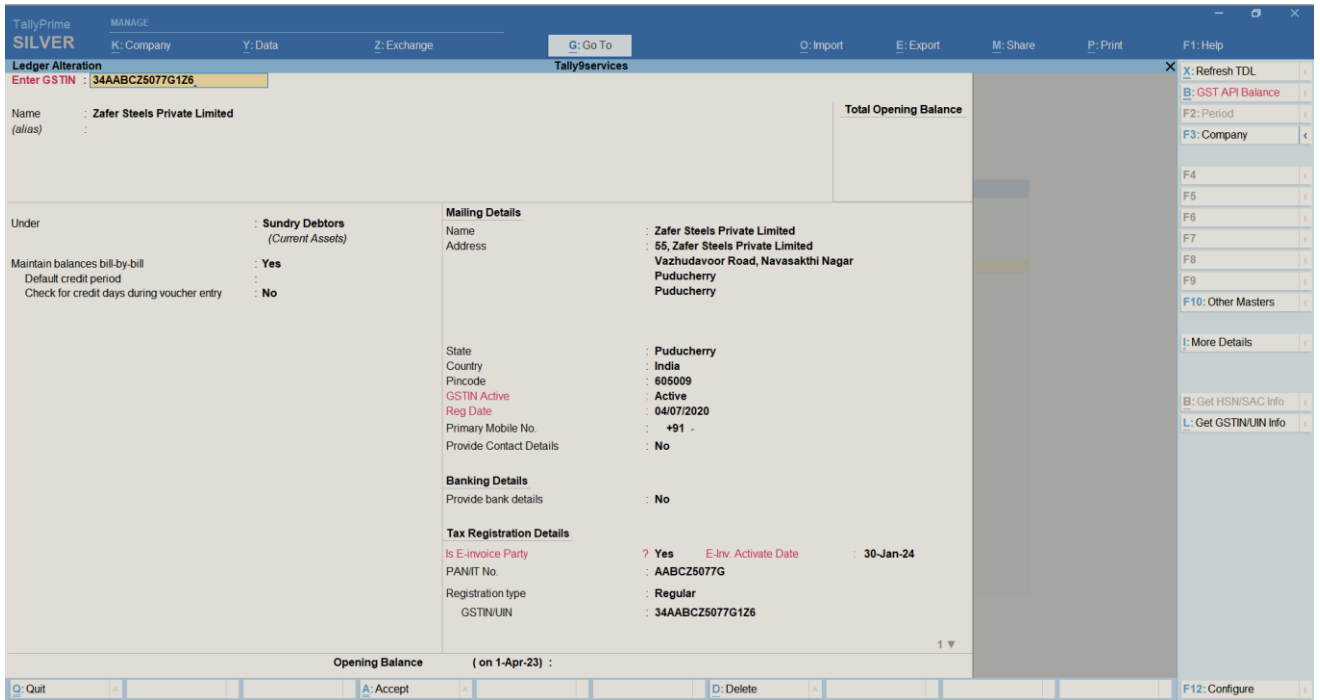 TallyPrime
SILVER
MANAGE
K: Company Y: Data Z: Exchange G: Go To O: Import E: Export M: Share P: Print F1: Help
Ledger Alteration Tally9services
Enter GSTIN : 34AABCZ5077G1Z6
Name : Zafer Steels Private Limited
(alias) :
Total Opening Balance
Under : Sundry Debtors
(Current Assets)
Maintain balances bill-by-bill : Yes
Default credit period :
Check for credit days during voucher entry : No
Mailing Details
Name : Zafer Steels Private Limited
Address : 55, Zafer Steels Private Limited
Vazhudavoor Road, Navasakthi Nagar
Puducherry
Puducherry
State : Puducherry
Country : India
Pincode : 605009
GSTIN Active : Active
Reg Date : 04/07/2020
Primary Mobile No. : +91 -
Provide Contact Details : No
Banking Details
Provide bank details : No
Tax Registration Details
Is E-invoice Party ? Yes E-Inv. Activate Date : 30-Jan-24
PAN/IT No. : AABCZ5077G
Registration type : Regular
GSTIN/UIN : 34AABCZ5077G1Z6
1 ▼
Opening Balance ( on 1-Apr-23) :
X: Refresh TDL
B: GST API Balance
F2: Period
F3: Company
F4
F5
F6
F7
F8
F9
F10: Other Masters
I: More Details
B: Get HSN/SAC Info
L: Get GSTIN/UIN Info
Q: Quit A: Accept D: Delete F12: Configure